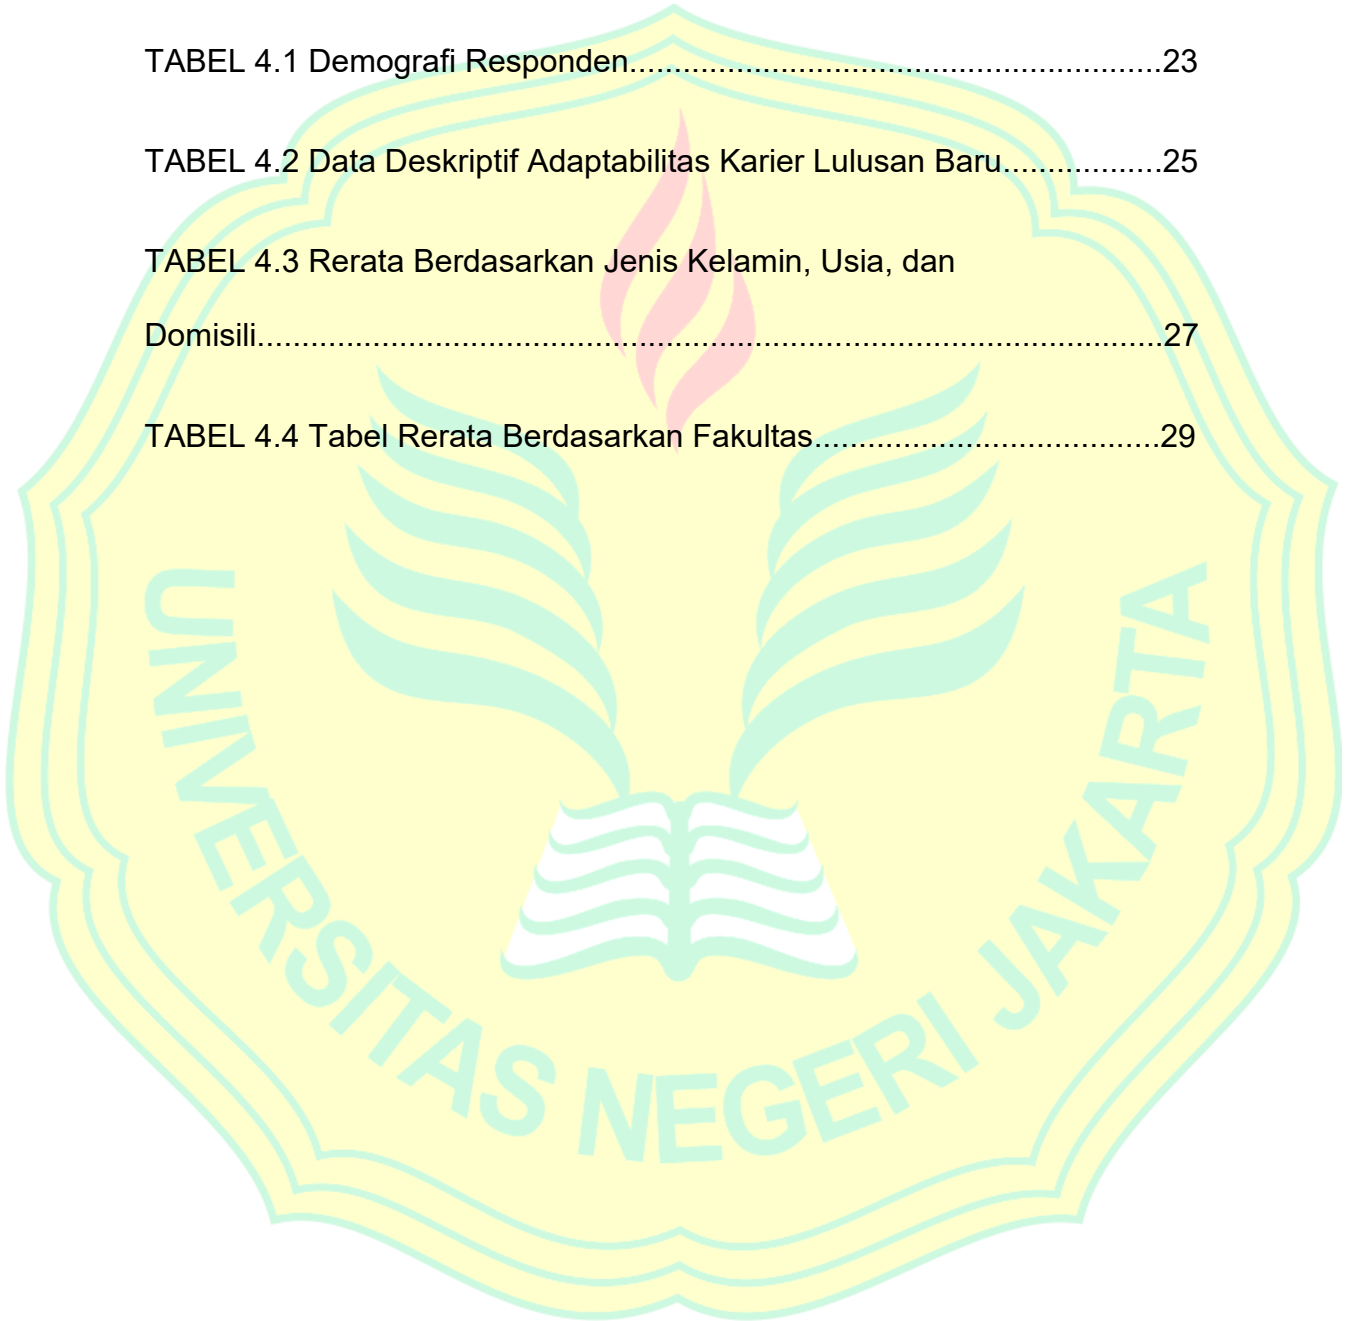 TABEL 4.1 Demografi Responden............................................................23
TABEL 4.2 Data Deskriptif Adaptabilitas Karier Lulusan Baru..................25
TABEL 4.3 Rerata Berdasarkan Jenis Kelamin, Usia, dan
Domisili.......................................................................................................27
TABEL 4.4 Tabel Rerata Berdasarkan Fakultas.......................................29
UNIVERSITAS NEGERI JAKARTA